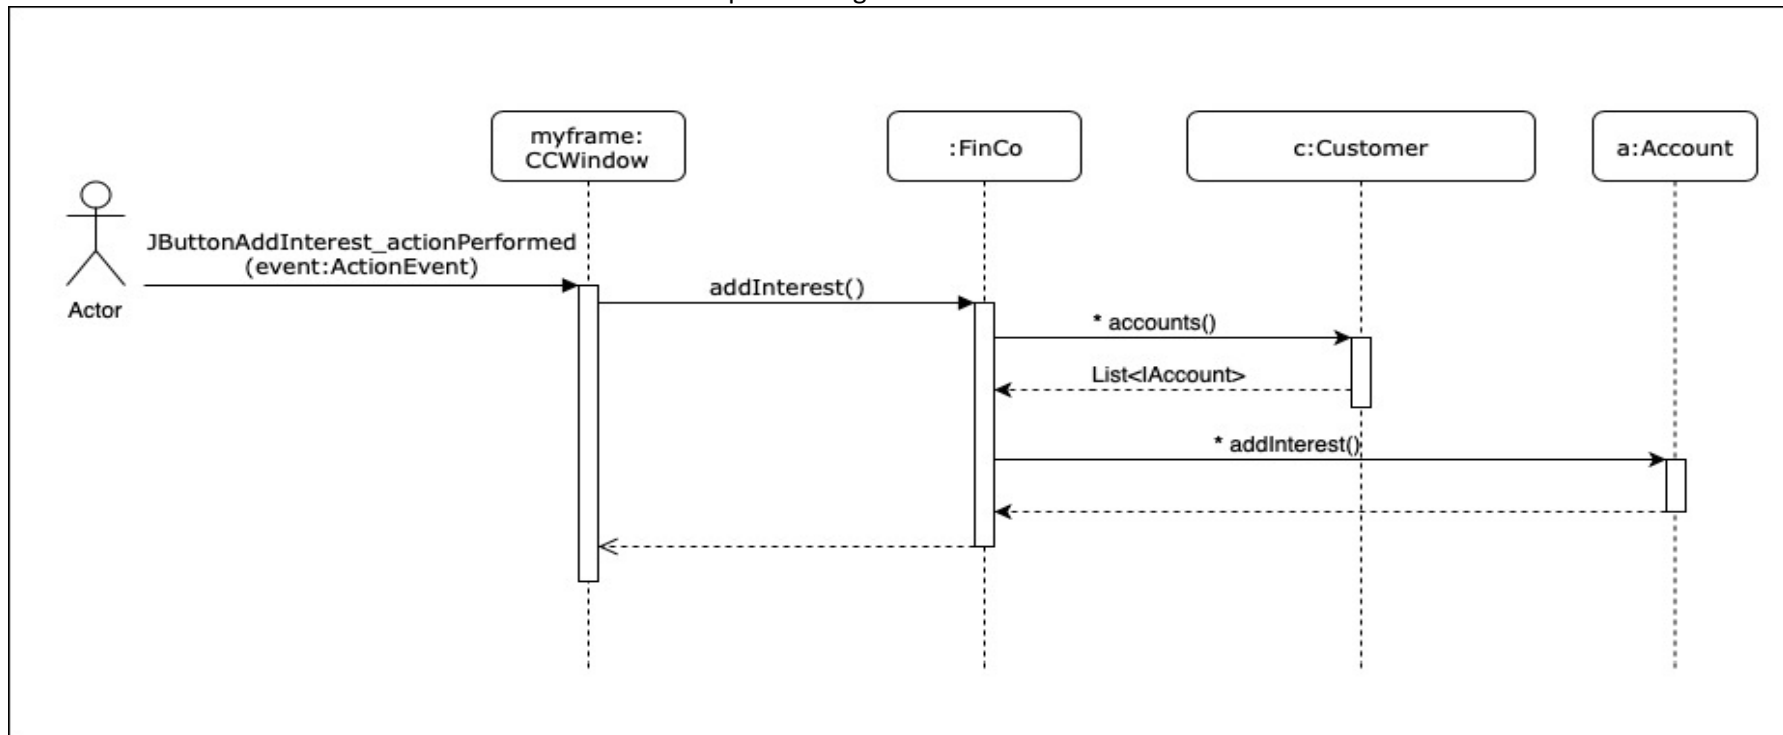 myframe:
CCWindow
:FinCo
c:Customer
a:Account
JButtonAddInterest_actionPerformed
(event:ActionEvent)
Actor
addInterest()
* accounts()
List<IAccount>
* addInterest()